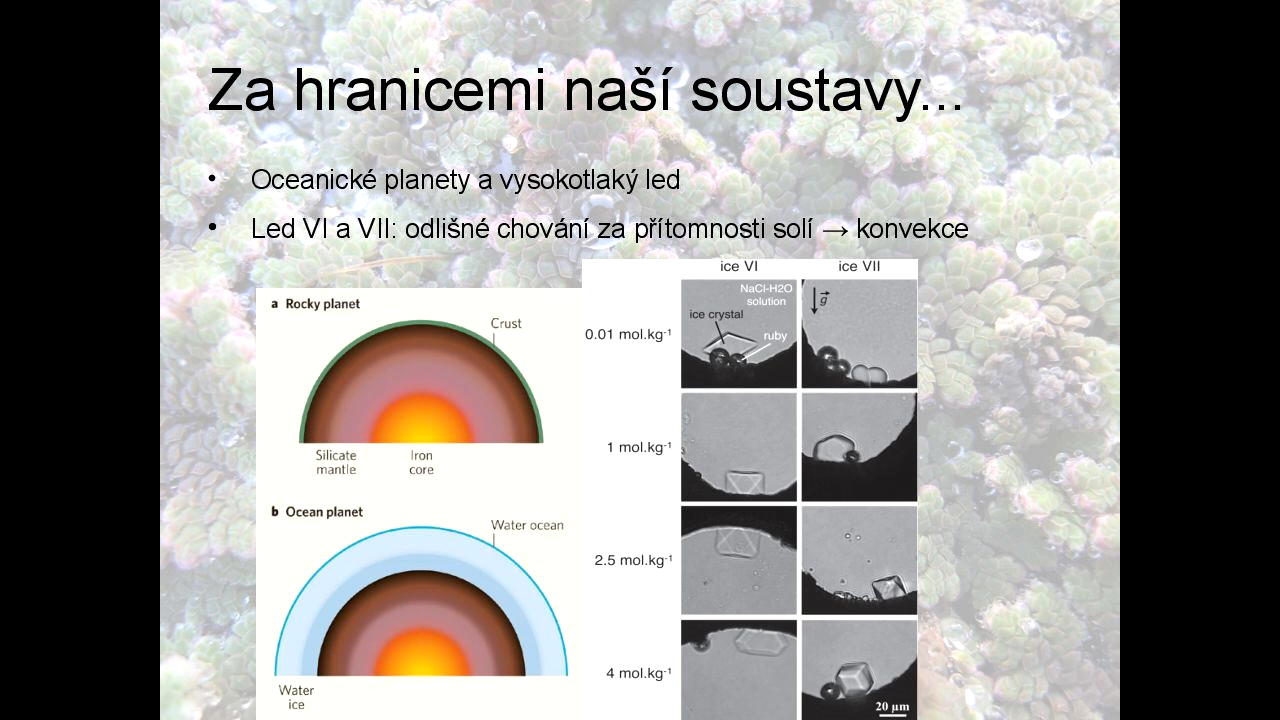 Za hranicemi naší soustavy...
• Oceanické planety a vysokotlaký led
• Led VI a VII: odlišné chování za přítomnosti solí → konvekce
a Rocky planet
Crust
Silicate
mantle
Iron
core
b Ocean planet
Water ocean
Water
ice
ice VI
ice VII
NaCl-H2O
solution
ice crystal
ruby
g
0.01 mol.kg⁻¹
1 mol.kg⁻¹
2.5 mol.kg⁻¹
4 mol.kg⁻¹
20 µm